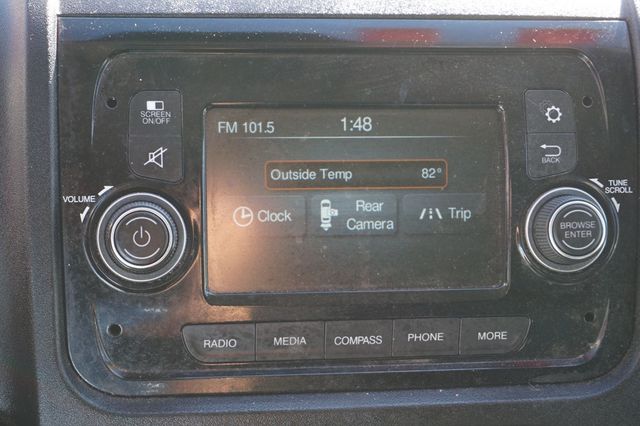 SCREEN
ON/OFF
FM 101.5 1:48
BACK
VOLUME
TUNE
SCROLL
Outside Temp 82°
Clock
Rear
Camera
Trip
BROWSE
ENTER
RADIO MEDIA COMPASS PHONE MORE